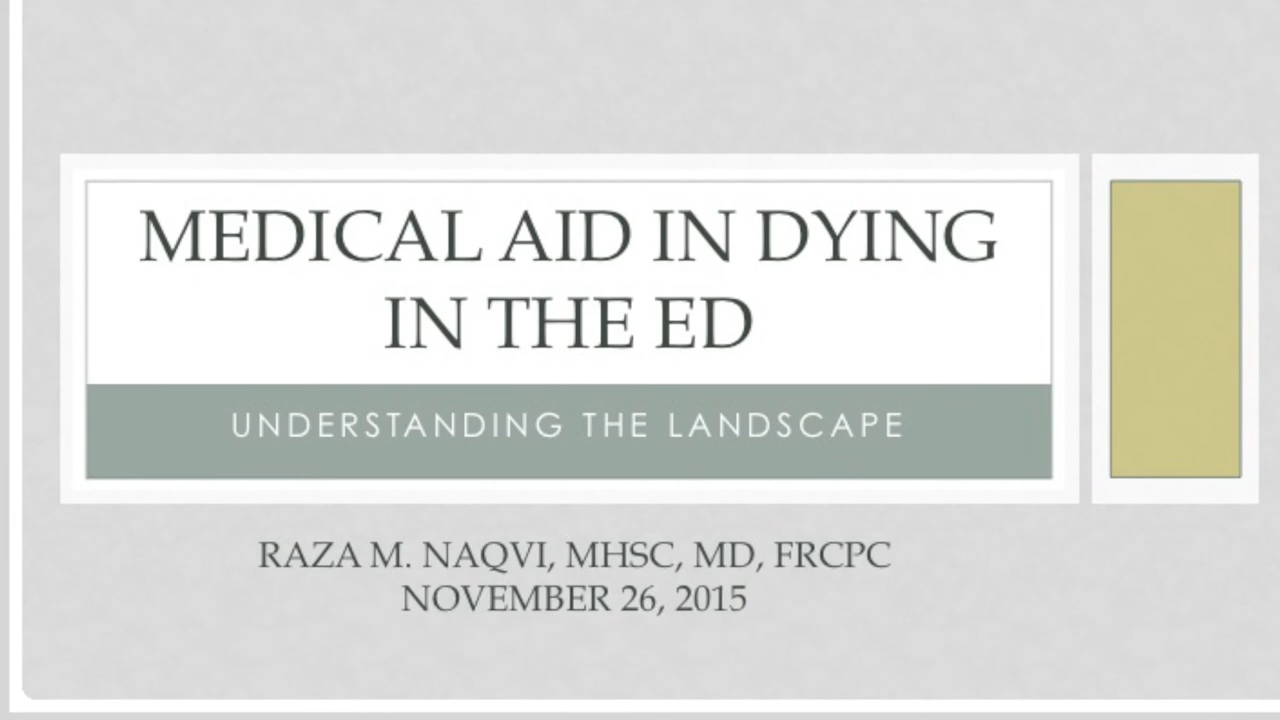 MEDICAL AID IN DYING
IN THE ED
UNDERSTANDING THE LANDSCAPE
RAZA M. NAQVI, MHSC, MD, FRCPC
NOVEMBER 26, 2015